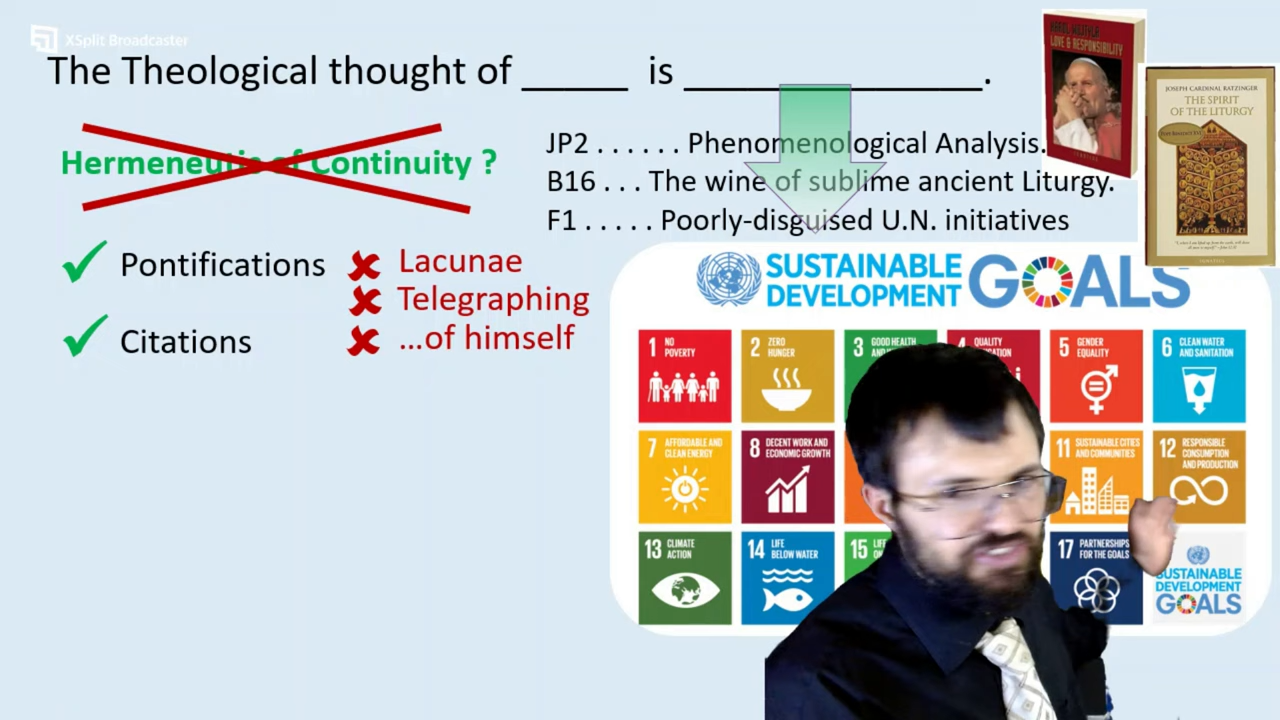 XSplit Broadcaster
The Theological thought of _____ is ______________.
Hermeneutic of Continuity ?
JP2 . . . . . . Phenomenological Analysis.
B16 . . . The wine of sublime ancient Liturgy.
F1 . . . . . Poorly-disguised U.N. initiatives
✓ Pontifications
✘ Lacunae
✘ Telegraphing
✓ Citations
✘ ...of himself
LOVE & RESPONSIBILITY
JOSEPH CARDINAL RATZINGER
THE SPIRIT
OF THE LITURGY
SUSTAINABLE
DEVELOPMENT
GOALS
1 NO
POVERTY
2 ZERO
HUNGER
3 GOOD HEALTH
4 QUALITY
5 GENDER
EQUALITY
6 CLEAN WATER
AND SANITATION
7 AFFORDABLE AND
CLEAN ENERGY
8 DECENT WORK AND
ECONOMIC GROWTH
11 SUSTAINABLE CITIES
AND COMMUNITIES
12 RESPONSIBLE
CONSUMPTION
AND PRODUCTION
13 CLIMATE
ACTION
14 LIFE
BELOW WATER
15
17 PARTNERSHIPS
FOR THE GOALS
SUSTAINABLE
DEVELOPMENT
GOALS